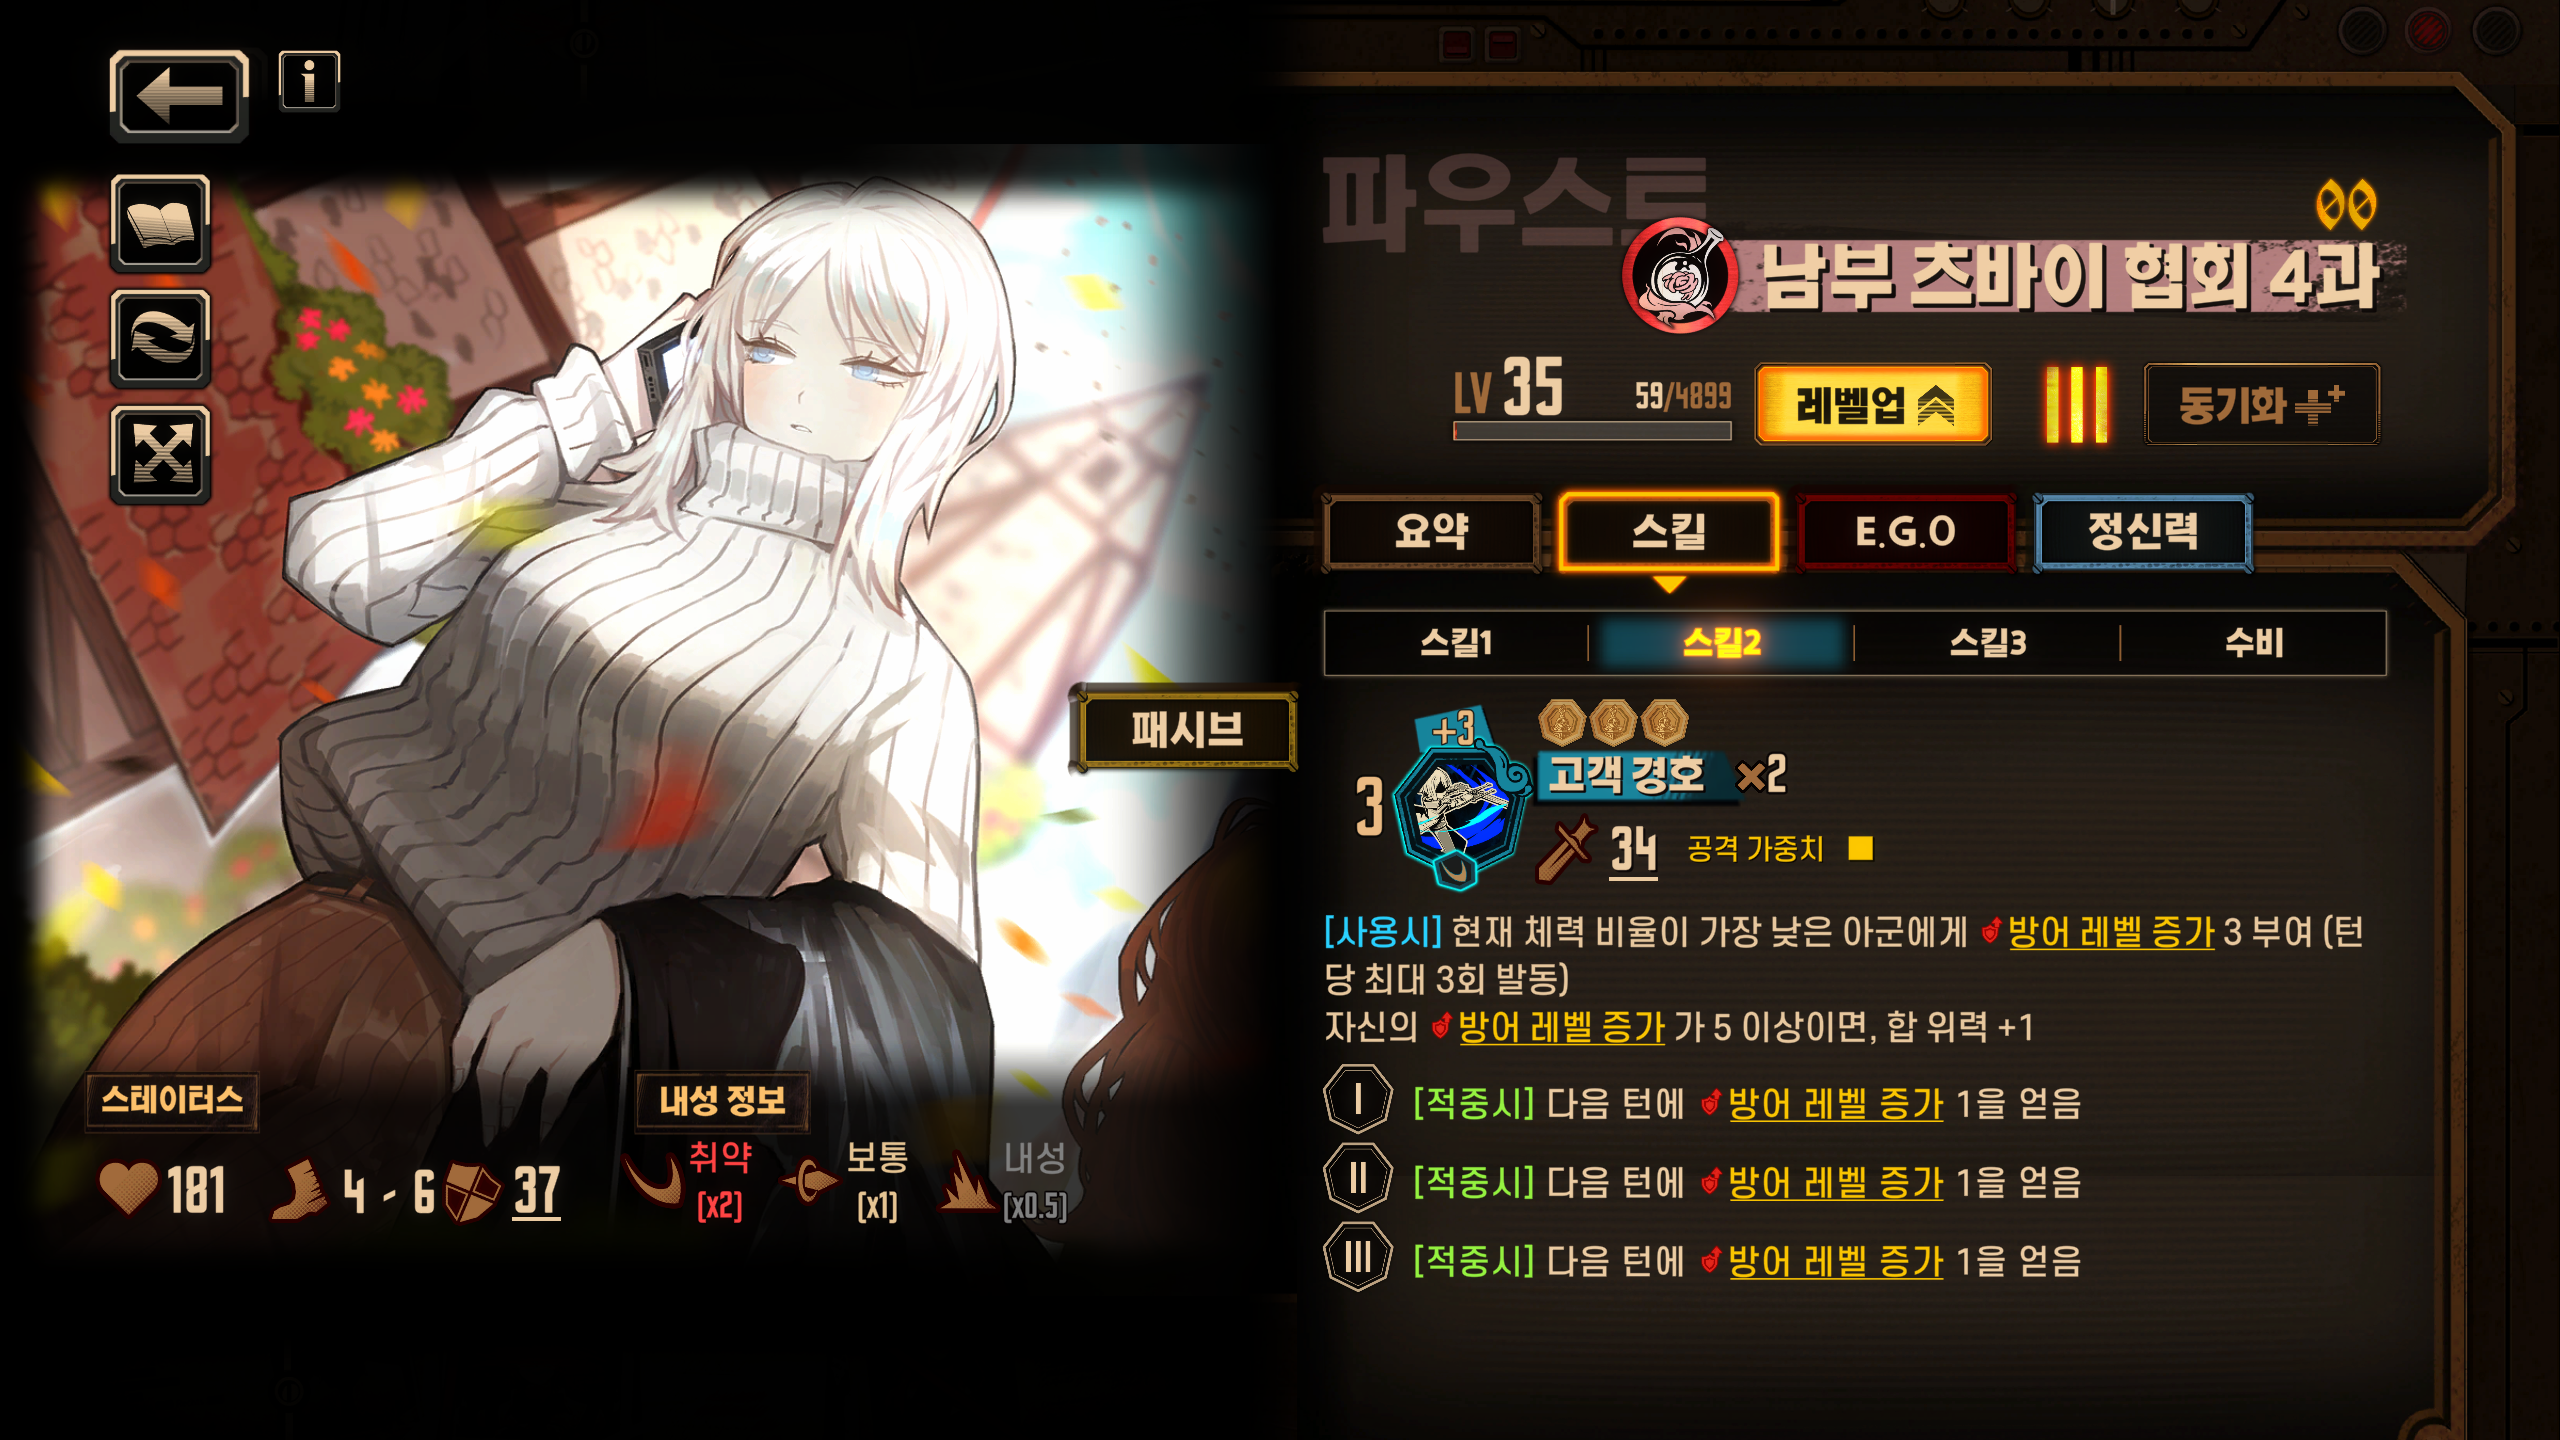 파우스트
남부 츠바이 협회 4과
LV 35
59/4899
레벨업
동기화
요약
스킬
E.G.O
정신력
스킬1
스킬2
스킬3
수비
패시브
+3
3
고객 경호 ×2
34
공격 가중치
[사용시] 현재 체력 비율이 가장 낮은 아군에게 방어 레벨 증가 3 부여 (턴
당 최대 3회 발동)
자신의 방어 레벨 증가 가 5 이상이면, 합 위력 +1
I [적중시] 다음 턴에 방어 레벨 증가 1을 얻음
II [적중시] 다음 턴에 방어 레벨 증가 1을 얻음
III [적중시] 다음 턴에 방어 레벨 증가 1을 얻음
스테이터스
181
4 - 6
37
내성 정보
취약
(x2)
보통
(x1)
내성
(x0.5)